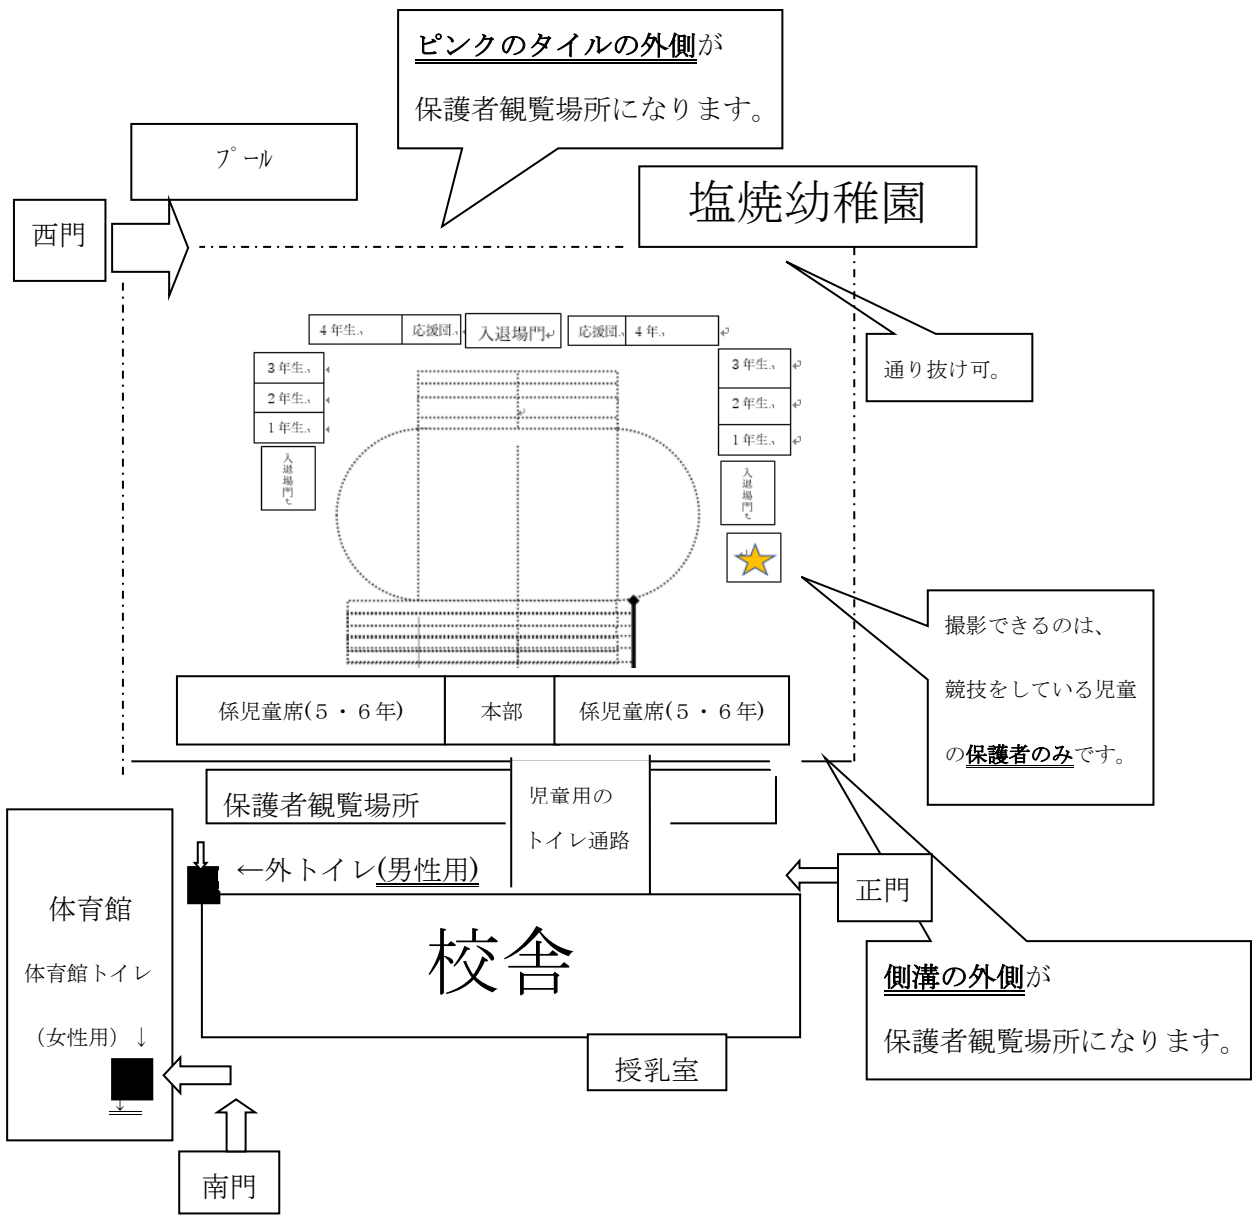 ピンクのタイルの外側が
保護者観覧場所になります。
プール
塩焼幼稚園
西門
通り抜け可。
4年生
応援団
入退場門
応援団
4年
3年生
2年生
1年生
入退場門
3年生
2年生
1年生
入退場門
撮影できるのは、
競技をしている児童
の保護者のみです。
係児童席(5・6年)
本部
係児童席(5・6年)
保護者観覧場所
児童用の
トイレ通路
←外トイレ(男性用)
正門
体育館
体育館トイレ
(女性用)↓
校舎
側溝の外側が
保護者観覧場所になります。
授乳室
南門